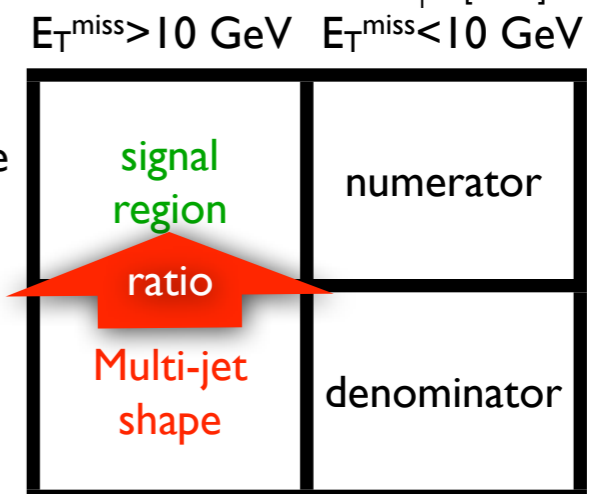 E_T^miss>10 GeV E_T^miss<10 GeV
e
signal
region
numerator
ratio
Multi-jet
shape
denominator